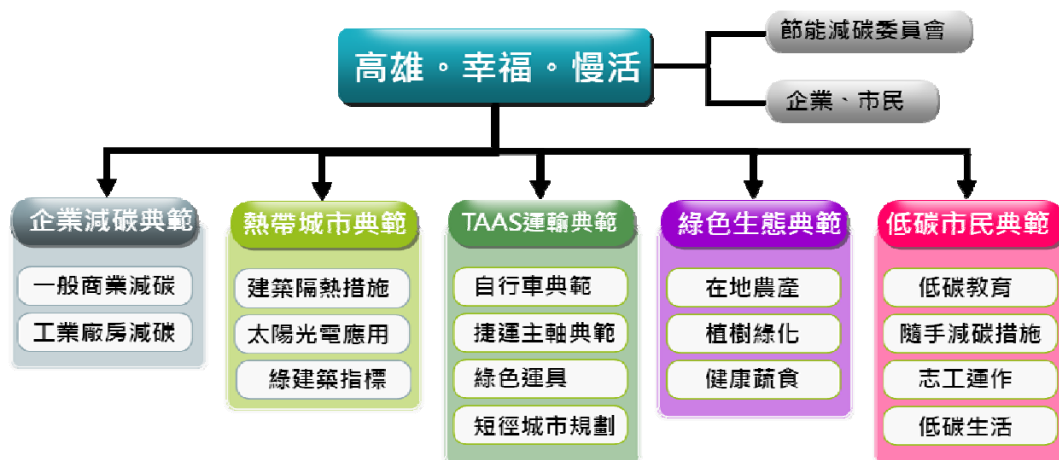 高雄。幸福。慢活
節能減碳委員會
企業、市民
企業減碳典範
一般商業減碳
工業廠房減碳
熱帶城市典範
建築隔熱措施
太陽光電應用
綠建築指標
TAAS運輸典範
自行車典範
捷運主軸典範
綠色運具
短徑城市規劃
綠色生態典範
在地農產
植樹綠化
健康蔬食
低碳市民典範
低碳教育
隨手減碳措施
志工運作
低碳生活